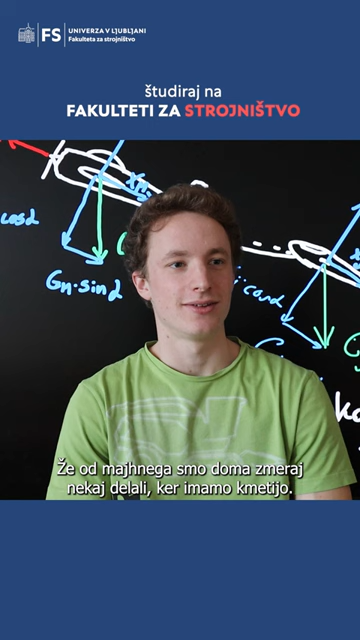 FS
UNIVERZA V LJUBLJANI
Fakulteta za strojništvo
študiraj na
FAKULTETI ZA STROJNIŠTVO
Gn·sinα
Že od majhnega smo doma zmeraj
nekaj delali, ker imamo kmetijo.